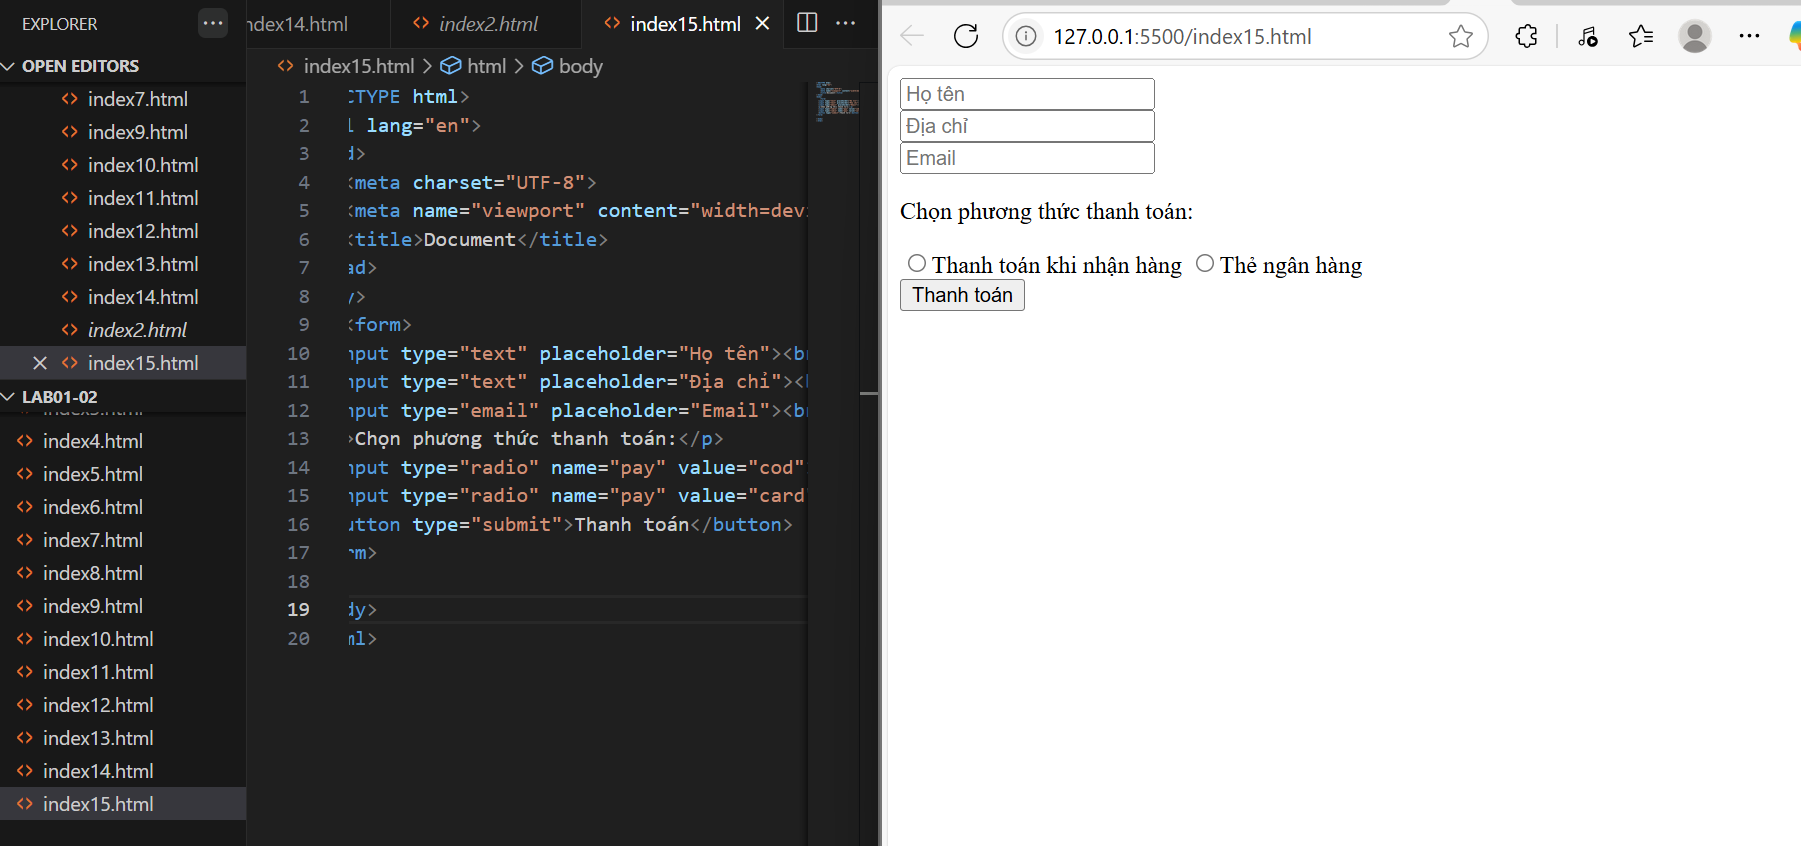 EXPLORER
OPEN EDITORS
index7.html
index9.html
index10.html
index11.html
index12.html
index13.html
index14.html
index2.html
index15.html
LAB01-02
index4.html
index5.html
index6.html
index7.html
index8.html
index9.html
index10.html
index11.html
index12.html
index13.html
index14.html
index15.html
ndex14.html
index2.html
index15.html
index15.html > html > body
1 CTYPE html>
2 l lang="en">
3 d>
4 <meta charset="UTF-8">
5 <meta name="viewport" content="width=dev
6 <title>Document</title>
7 ad>
8 y>
9 <form>
10 nput type="text" placeholder="Họ tên"><b
11 nput type="text" placeholder="Địa chỉ"><
12 nput type="email" placeholder="Email"><b
13 >Chọn phương thức thanh toán:</p>
14 nput type="radio" name="pay" value="cod"
15 nput type="radio" name="pay" value="card
16 utton type="submit">Thanh toán</button>
17 rm>
18
19 dy>
20 ml>
127.0.0.1:5500/index15.html
Họ tên
Địa chỉ
Email
Chọn phương thức thanh toán:
Thanh toán khi nhận hàng Thẻ ngân hàng
Thanh toán